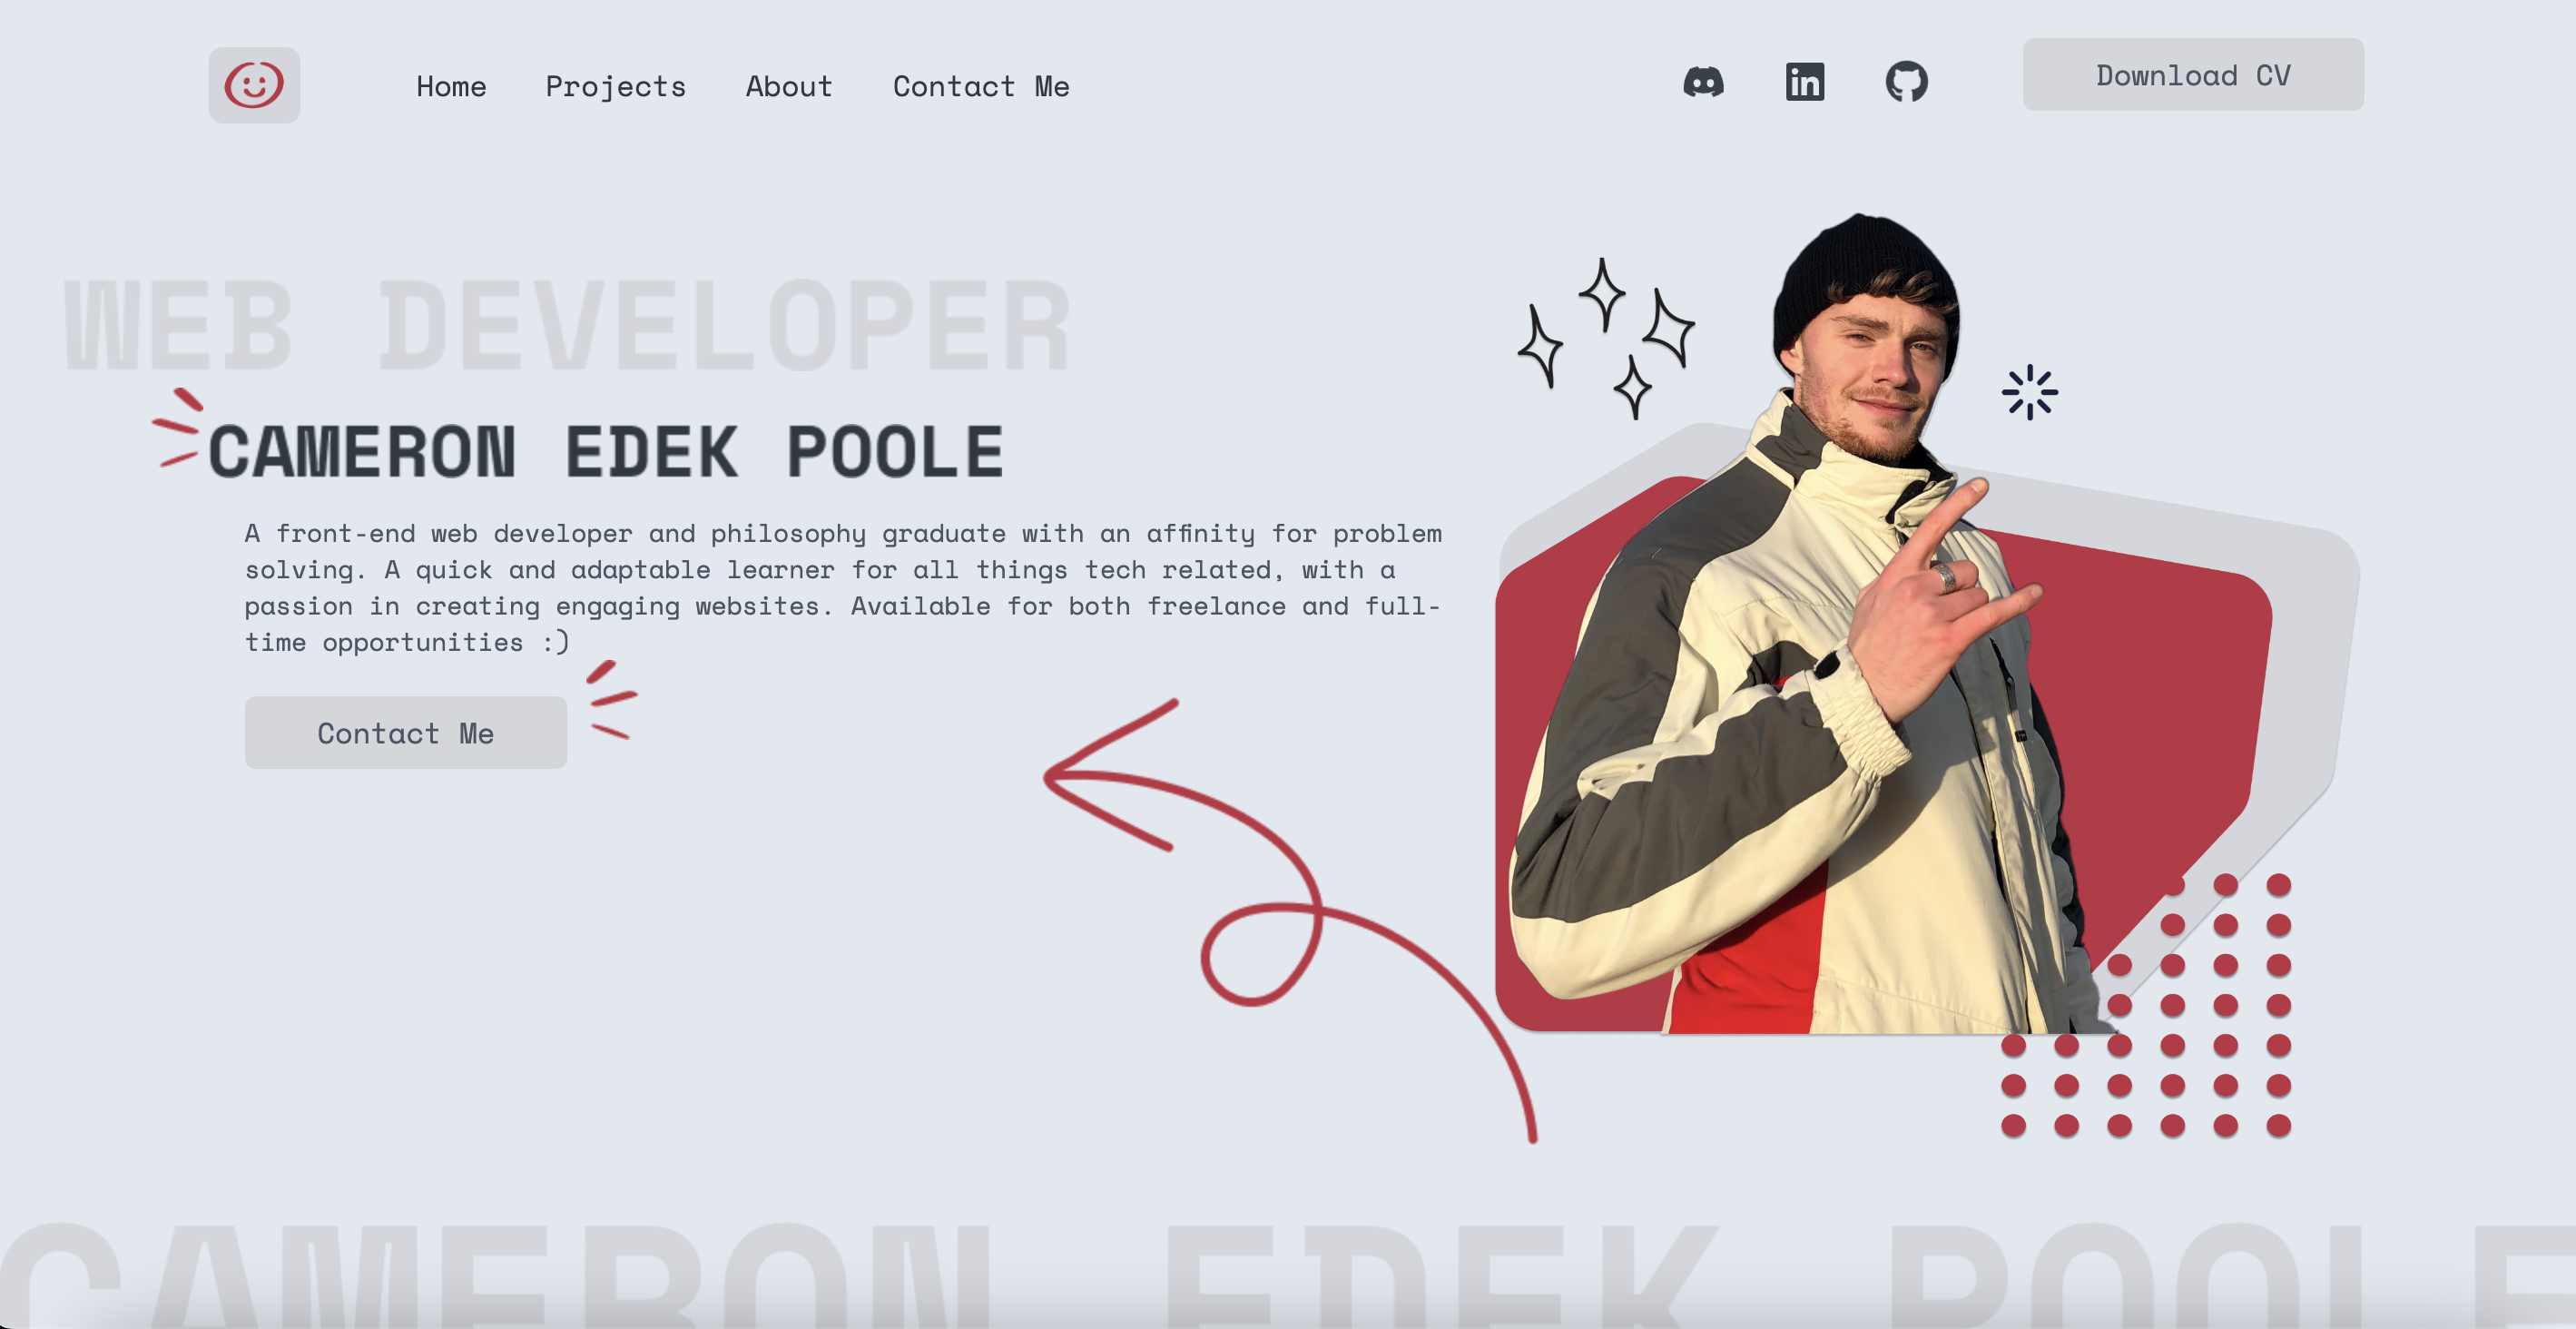 Home Projects About Contact Me Download CV
WEB DEVELOPER
CAMERON EDEK POOLE
A front-end web developer and philosophy graduate with an affinity for problem
solving. A quick and adaptable learner for all things tech related, with a
passion in creating engaging websites. Available for both freelance and full-
time opportunities :)
Contact Me
CAMERON EDEK POOLE